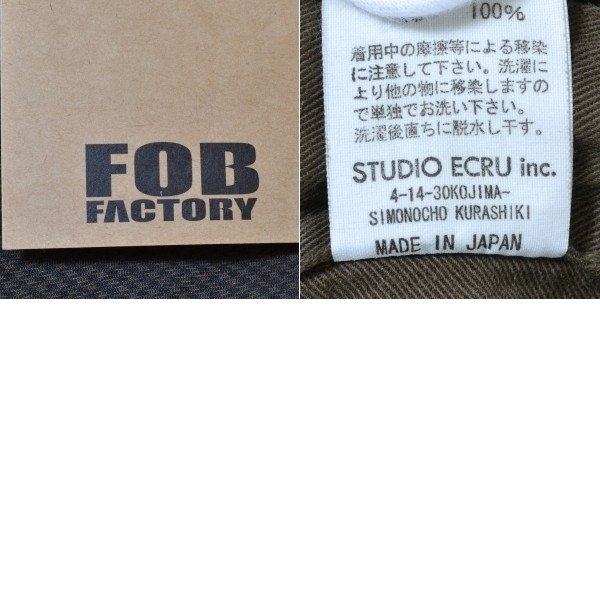 FOB
FACTORY
100%
着用中の摩擦等による移染
に注意して下さい。洗濯に
より他の物に移染しますの
で単独でお洗い下さい。
洗濯後直ちに脱水し干す。
STUDIO ECRU inc.
4-14-30KOJIMA-
SIMONOCHO KURASHIKI
MADE IN JAPAN